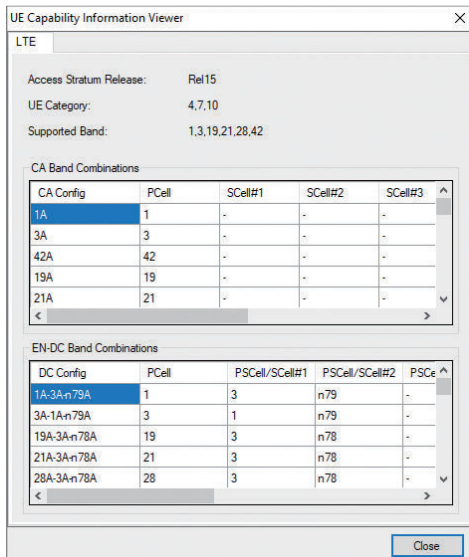 UE Capability Information Viewer
LTE
Access Stratum Release: Rel15
UE Category: 4,7,10
Supported Band: 1,3,19,21,28,42
CA Band Combinations
CA Config PCell SCell#1 SCell#2 SCell#3
1A 1 - - -
3A 3 - - -
42A 42 - - -
19A 19 - - -
21A 21 - - -
EN-DC Band Combinations
DC Config PCell PSCell/SCell#1 PSCell/SCell#2 PSCe
1A-3A-n79A 1 3 n79 -
3A-1A-n79A 3 1 n79 -
19A-3A-n78A 19 3 n78 -
21A-3A-n78A 21 3 n78 -
28A-3A-n78A 28 3 n78 -
Close